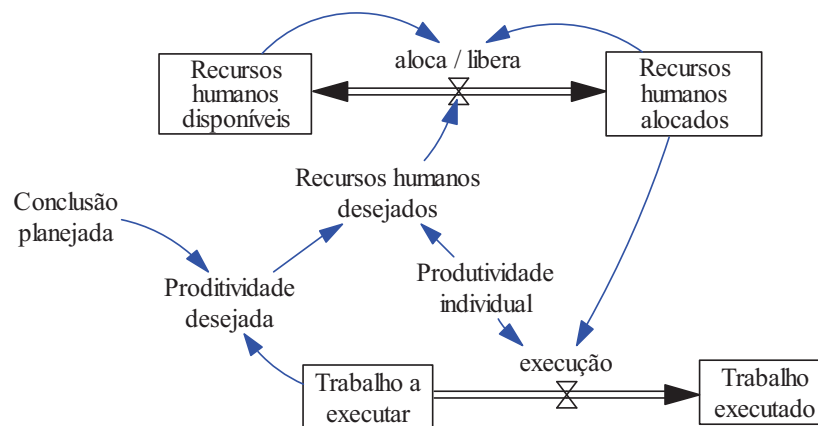 aloca / libera
Recursos
humanos
disponíveis
Recursos
humanos
alocados
Recursos humanos
desejados
Conclusão
planejada
Proditividade
desejada
Produtividade
individual
execução
Trabalho a
executar
Trabalho
executado